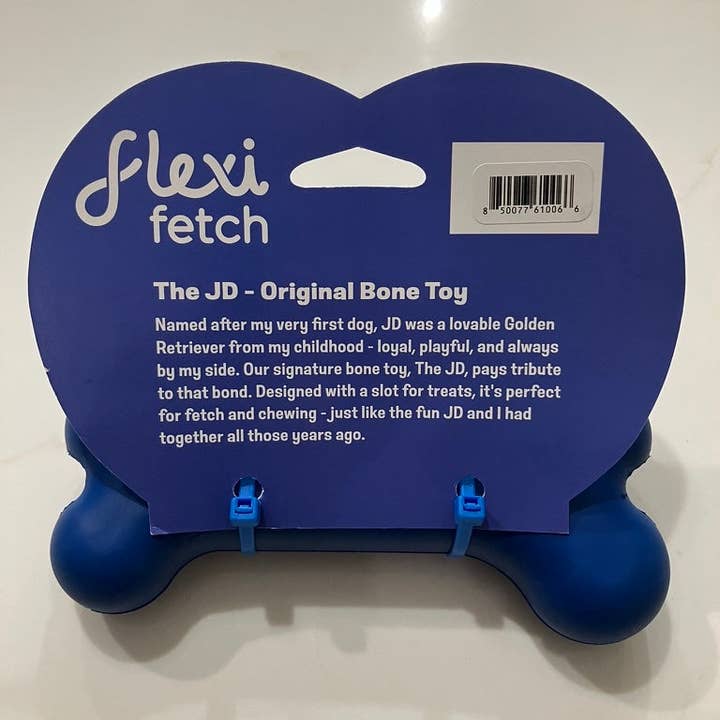 flexi
fetch
8 50077 61006 6
The JD - Original Bone Toy
Named after my very first dog, JD was a lovable Golden
Retriever from my childhood - loyal, playful, and always
by my side. Our signature bone toy, The JD, pays tribute
to that bond. Designed with a slot for treats, it's perfect
for fetch and chewing - just like the fun JD and I had
together all those years ago.